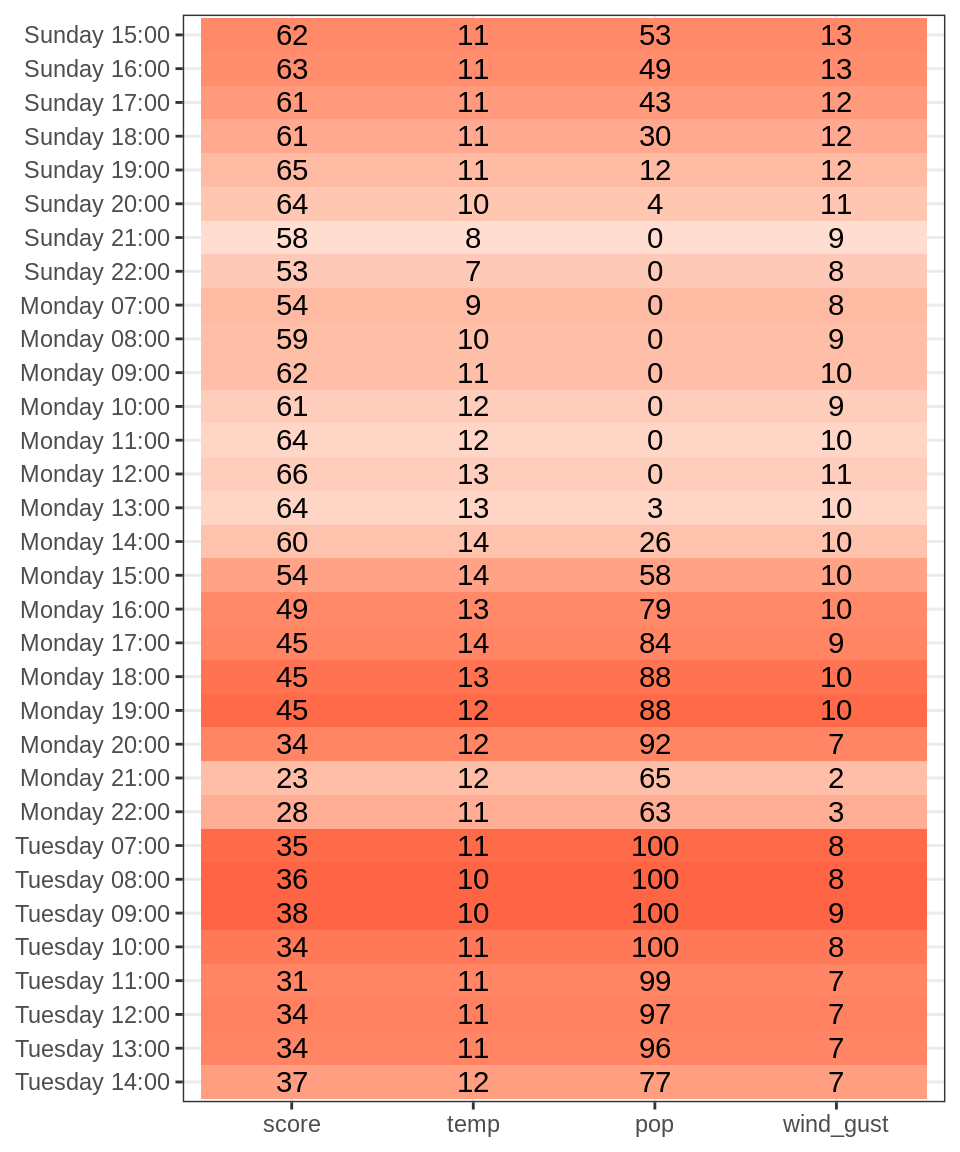 Sunday 15:00 62 11 53 13
Sunday 16:00 63 11 49 13
Sunday 17:00 61 11 43 12
Sunday 18:00 61 11 30 12
Sunday 19:00 65 11 12 12
Sunday 20:00 64 10 4 11
Sunday 21:00 58 8 0 9
Sunday 22:00 53 7 0 8
Monday 07:00 54 9 0 8
Monday 08:00 59 10 0 9
Monday 09:00 62 11 0 10
Monday 10:00 61 12 0 9
Monday 11:00 64 12 0 10
Monday 12:00 66 13 0 11
Monday 13:00 64 13 3 10
Monday 14:00 60 14 26 10
Monday 15:00 54 14 58 10
Monday 16:00 49 13 79 10
Monday 17:00 45 14 84 9
Monday 18:00 45 13 88 10
Monday 19:00 45 12 88 10
Monday 20:00 34 12 92 7
Monday 21:00 23 12 65 2
Monday 22:00 28 11 63 3
Tuesday 07:00 35 11 100 8
Tuesday 08:00 36 10 100 8
Tuesday 09:00 38 10 100 9
Tuesday 10:00 34 11 100 8
Tuesday 11:00 31 11 99 7
Tuesday 12:00 34 11 97 7
Tuesday 13:00 34 11 96 7
Tuesday 14:00 37 12 77 7
score temp pop wind_gust